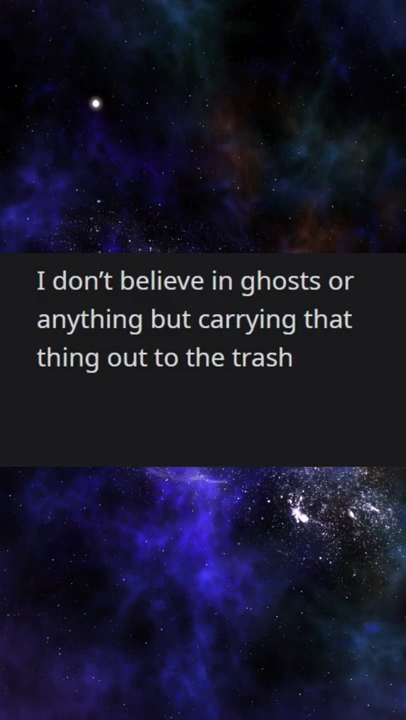 I don’t believe in ghosts or
anything but carrying that
thing out to the trash